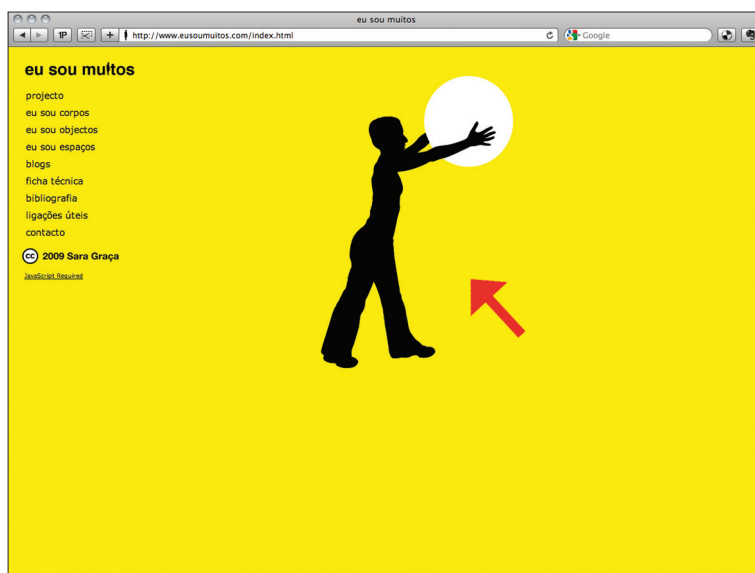 eu sou muitos
1P
+
http://www.eusoumuitos.com/index.html
Google
eu sou muitos
projecto
eu sou corpos
eu sou objectos
eu sou espaços
blogs
ficha técnica
bibliografia
ligações úteis
contacto
cc 2009 Sara Graça
JavaScript Required